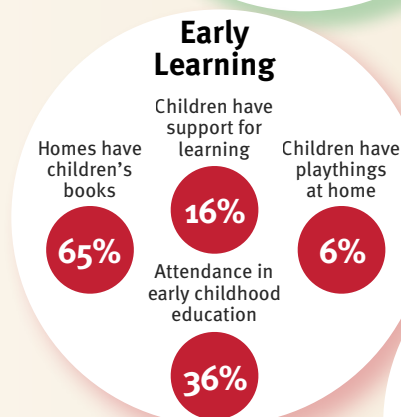 Early
Learning
Children have
support for
learning
16%
Homes have
children's
books
65%
Children have
playthings
at home
6%
Attendance in
early childhood
education
36%